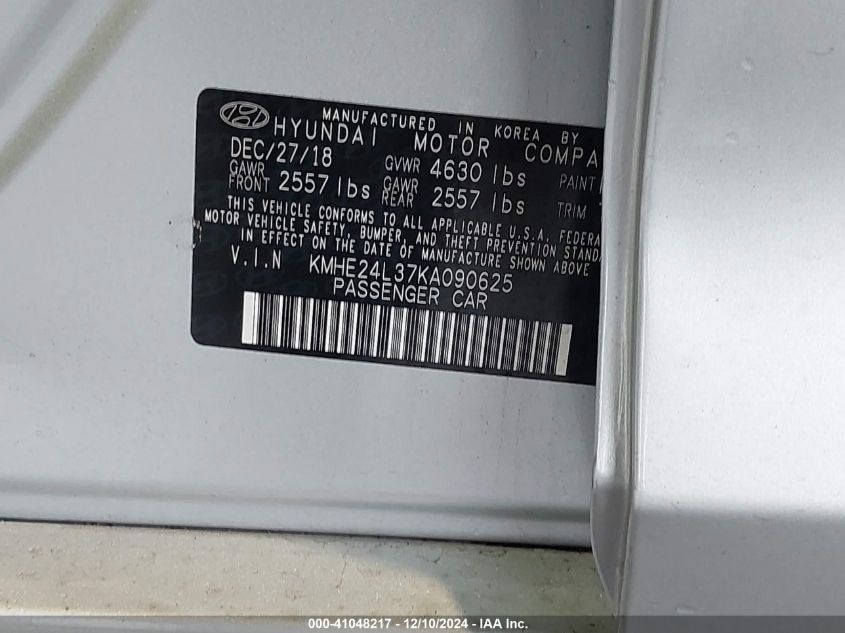 MANUFACTURED IN KOREA BY
HYUNDAI MOTOR COMPA
DEC/27/18 GVWR 4630 lbs PAINT
GAWR FRONT 2557 lbs GAWR REAR 2557 lbs TRIM
THIS VEHICLE CONFORMS TO ALL APPLICABLE U.S.A. FEDERA
MOTOR VEHICLE SAFETY, BUMPER, AND THEFT PREVENTION STANDA
IN EFFECT ON THE DATE OF MANUFACTURE SHOWN ABOVE
V.I.N KMHE24L37KA090625
PASSENGER CAR
000-41048217 - 12/10/2024 - IAA Inc.